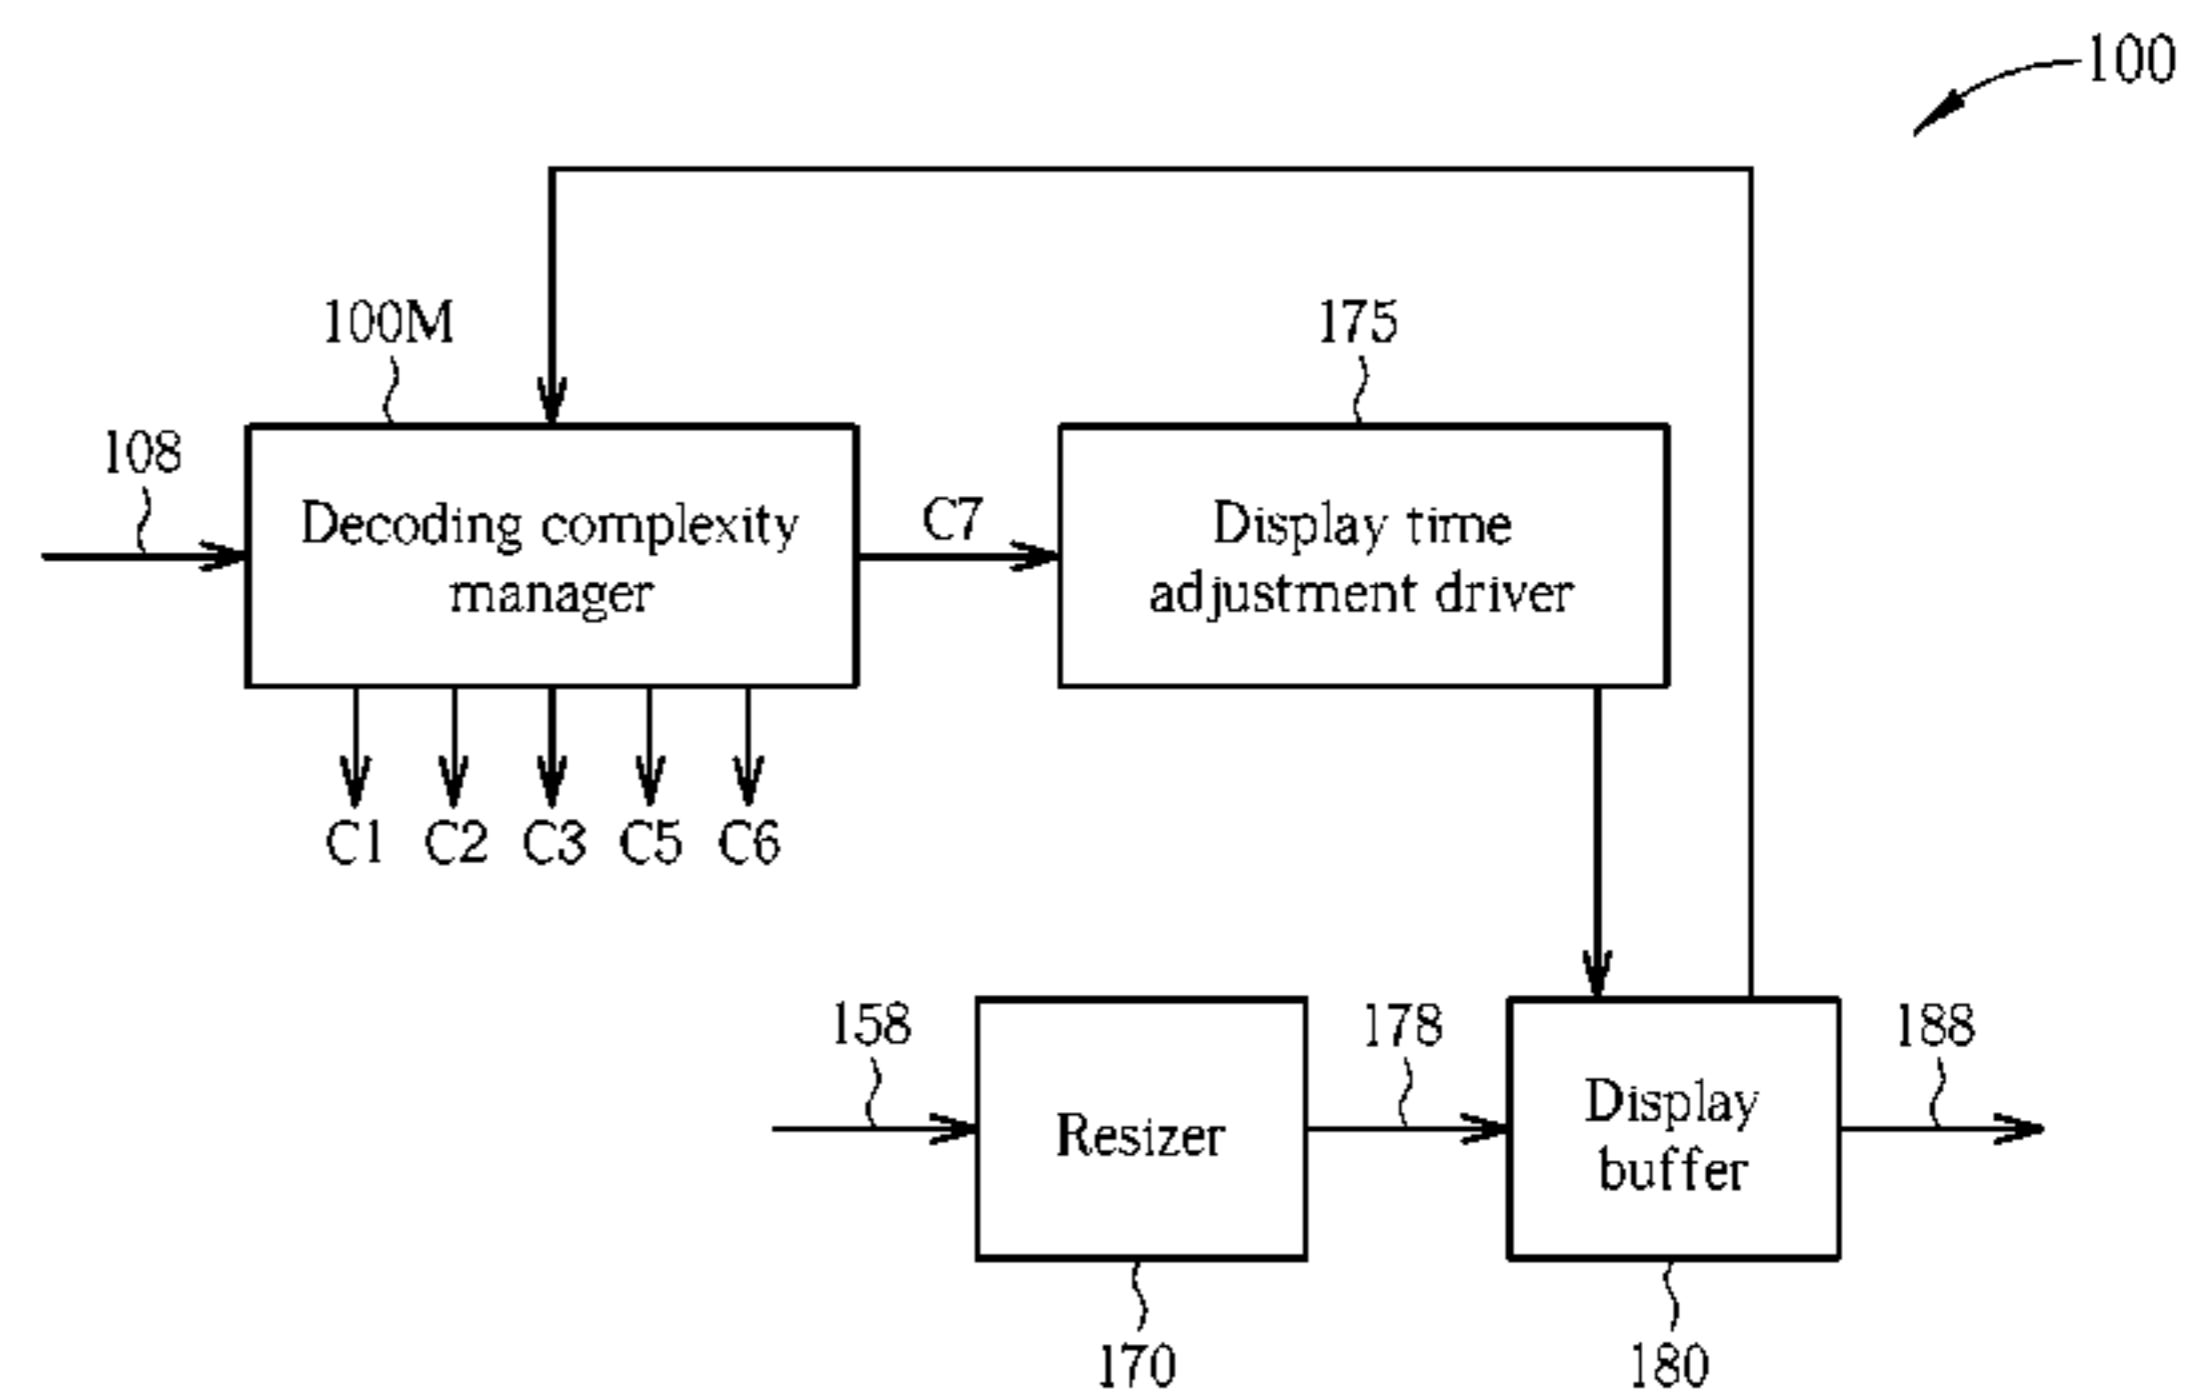 100
100M
175
108
Decoding complexity
manager
C7
Display time
adjustment driver
C1 C2 C3 C5 C6
158
178
188
Resizer
Display
buffer
170
180